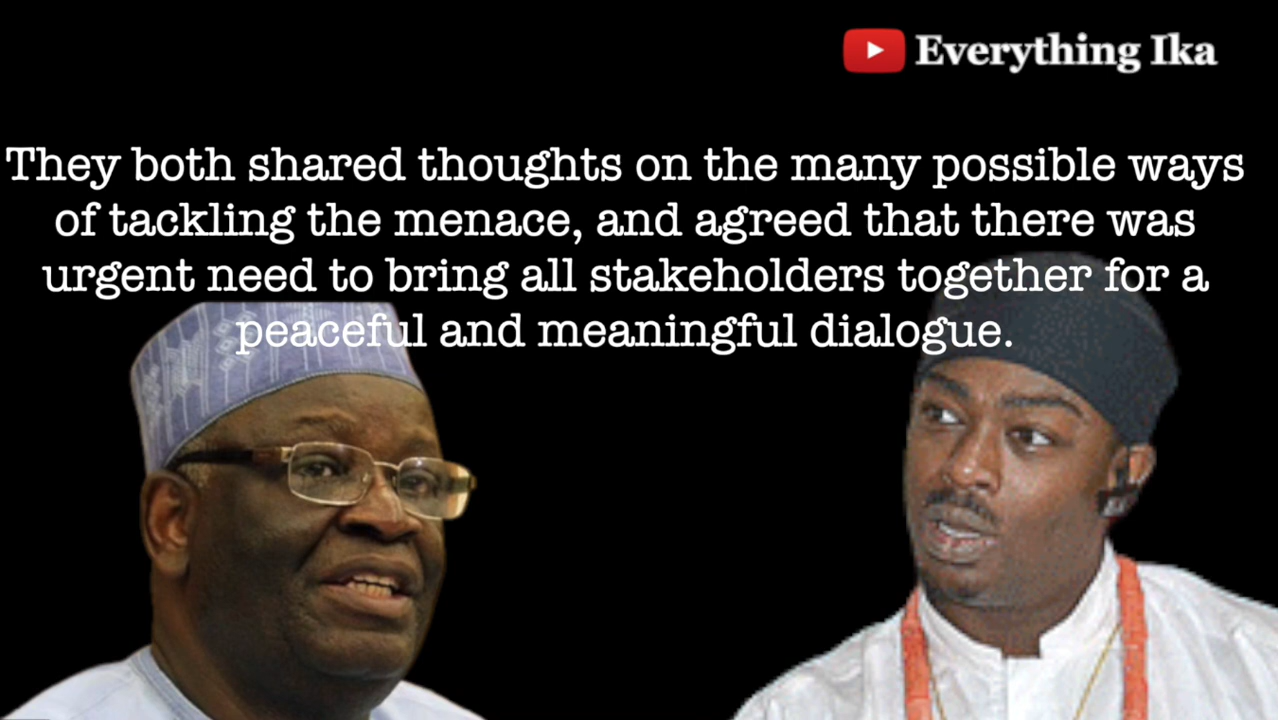 Everything Ika
They both shared thoughts on the many possible ways
of tackling the menace, and agreed that there was
urgent need to bring all stakeholders together for a
peaceful and meaningful dialogue.